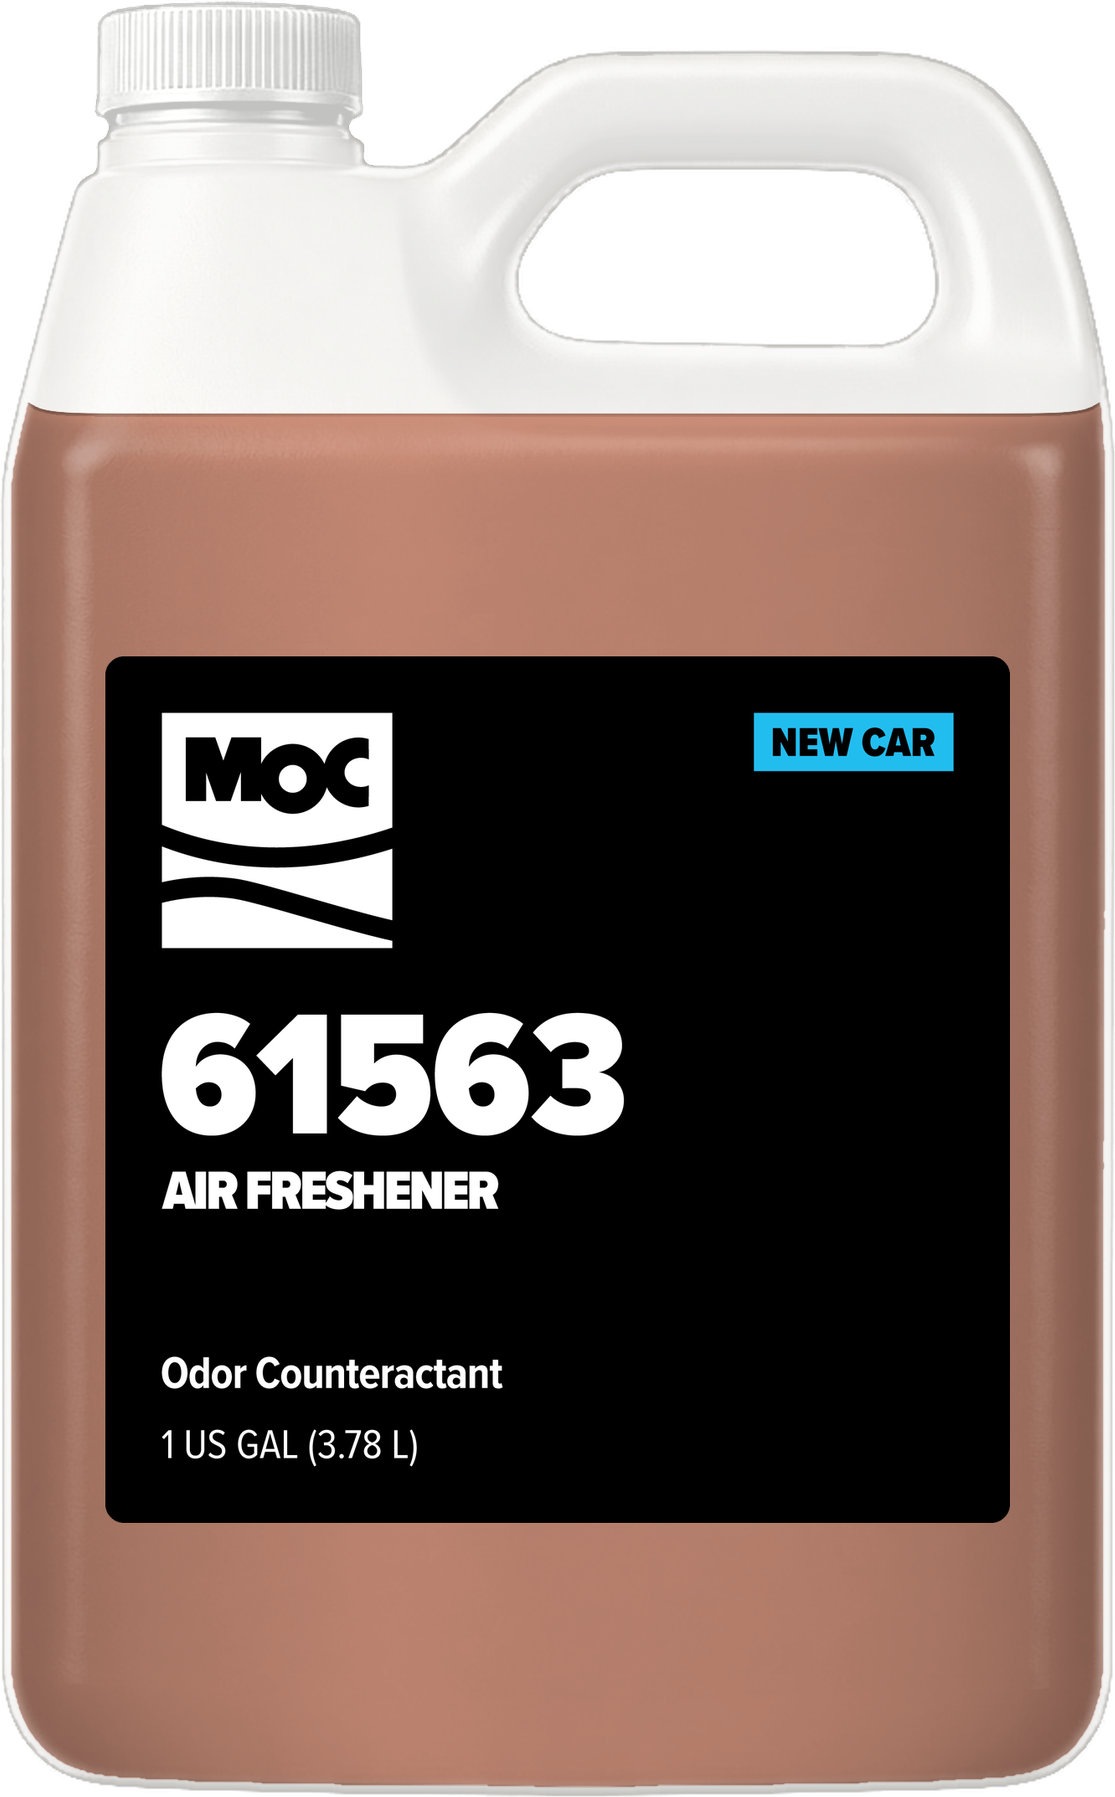 MOC
NEW CAR
61563
AIR FRESHENER
Odor Counteractant
1 US GAL (3.78 L)